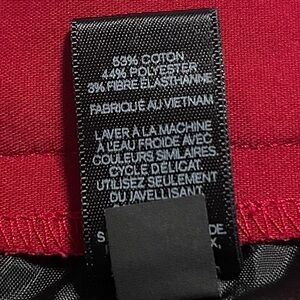 53% COTON
44% POLYESTER
3% FIBRE ÉLASTHANNE
FABRIQUÉ AU VIETNAM
LAVER À LA MACHINE
À L'EAU FROIDE AVEC
COULEURS SIMILAIRES
CYCLE DÉLICAT
UTILISEZ SEULEMENT
DU JAVELLISANT